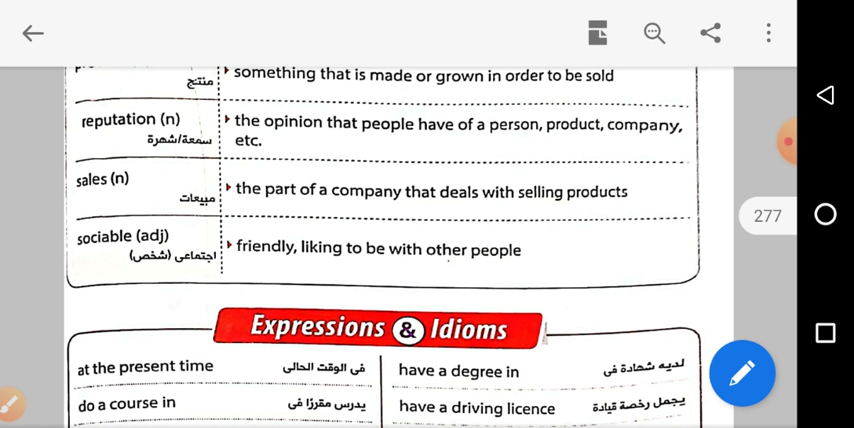 something that is made or grown in order to be sold
منتج
reputation (n)
the opinion that people have of a person, product, company,
سمعة/شهرة
etc.
sales (n)
the part of a company that deals with selling products
مبيعات
277
sociable (adj)
friendly, liking to be with other people
اجتماعى (شخص)
Expressions & Idioms
at the present time فى الوقت الحالى
have a degree in لديه شهادة فى
do a course in يدرس مقررًا فى
have a driving licence يحمل رخصة قيادة